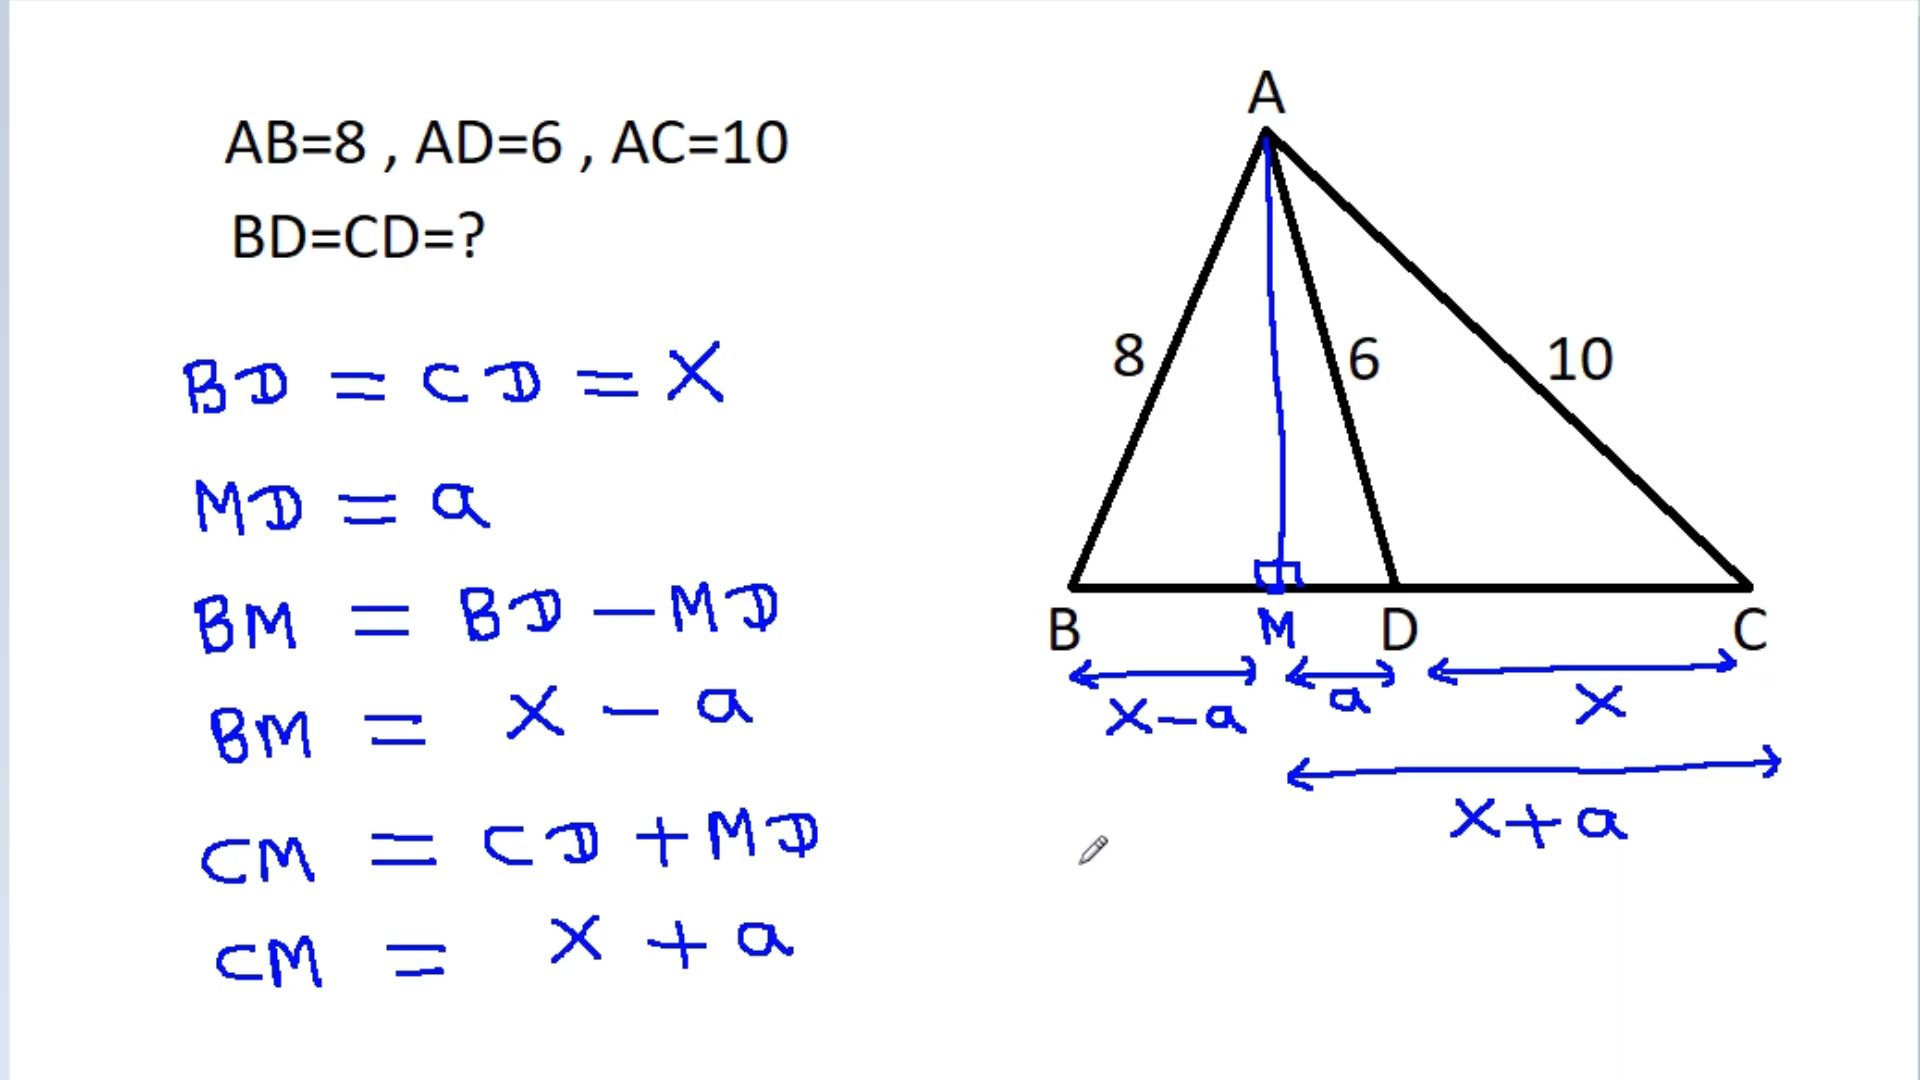 AB=8 , AD=6 , AC=10
BD=CD=?
BD = CD = X
MD = a
BM = BD - MD
BM = X - a
CM = CD + MD
CM = X + a
A
8
6
10
B
M
D
C
X-a
a
X
X+a